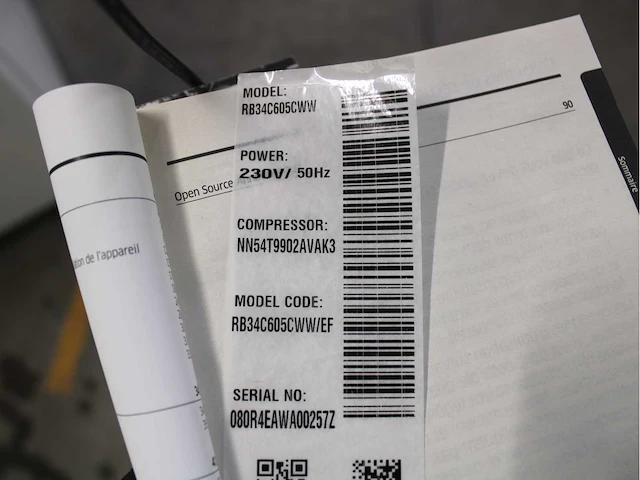 MODEL:
RB34C605CWW
POWER:
230V/ 50Hz
COMPRESSOR:
NN54T9902AVAK3
MODEL CODE:
RB34C605CWW/EF
SERIAL NO:
080R4EAWA00257Z
Open Source
90
Sommaire
de l'appareil